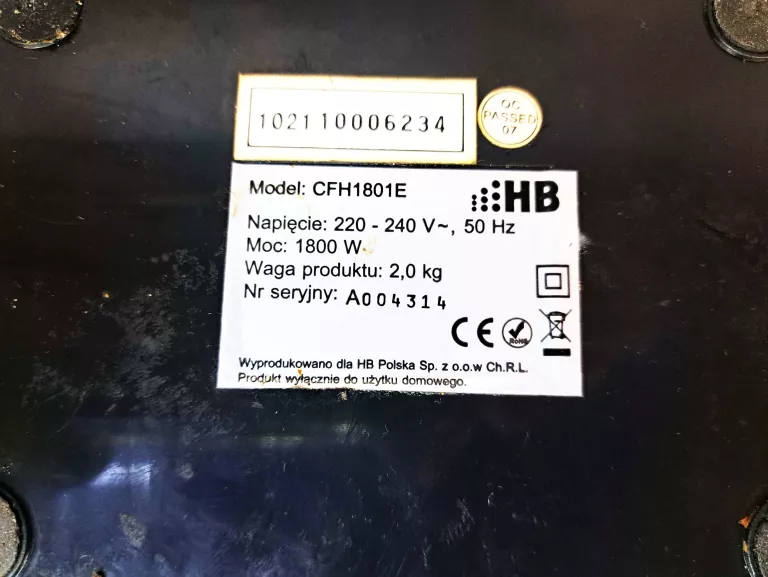 102110006234
QC
PASSED
07
Model: CFH1801E
HB
Napięcie: 220 - 240 V~, 50 Hz
Moc: 1800 W
Waga produktu: 2,0 kg
Nr seryjny: A004314
CE
RoHS
Wyprodukowano dla HB Polska Sp. z o.o.w Ch.R.L.
Produkt wyłącznie do użytku domowego.